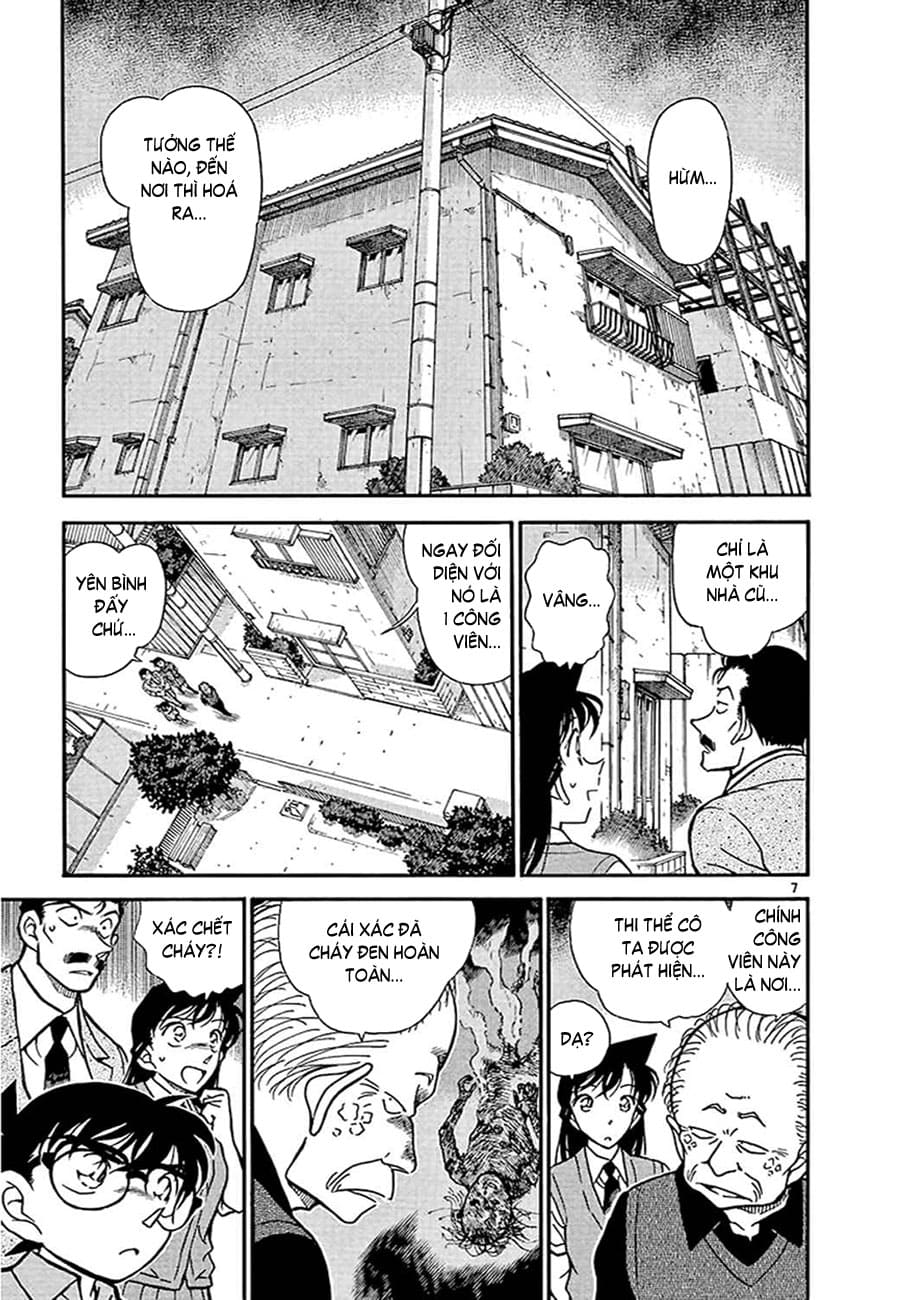 HỪM...
TƯỞNG THẾ
NÀO, ĐẾN
NƠI THÌ HOÁ
RA...
CHỈ LÀ
MỘT KHU
NHÀ CŨ...
VÂNG...
NGAY ĐỐI
DIỆN VỚI
NÓ LÀ
1 CÔNG
VIÊN...
YÊN BÌNH
ĐẤY
CHỨ...
7
CHÍNH
CÔNG
VIÊN NÀY
LÀ NƠI...
THI THỂ CÔ
TA ĐƯỢC
PHÁT HIỆN...
DẠ?
CÁI XÁC ĐÃ
CHÁY ĐEN HOÀN
TOÀN...
XÁC CHẾT
CHÁY?!